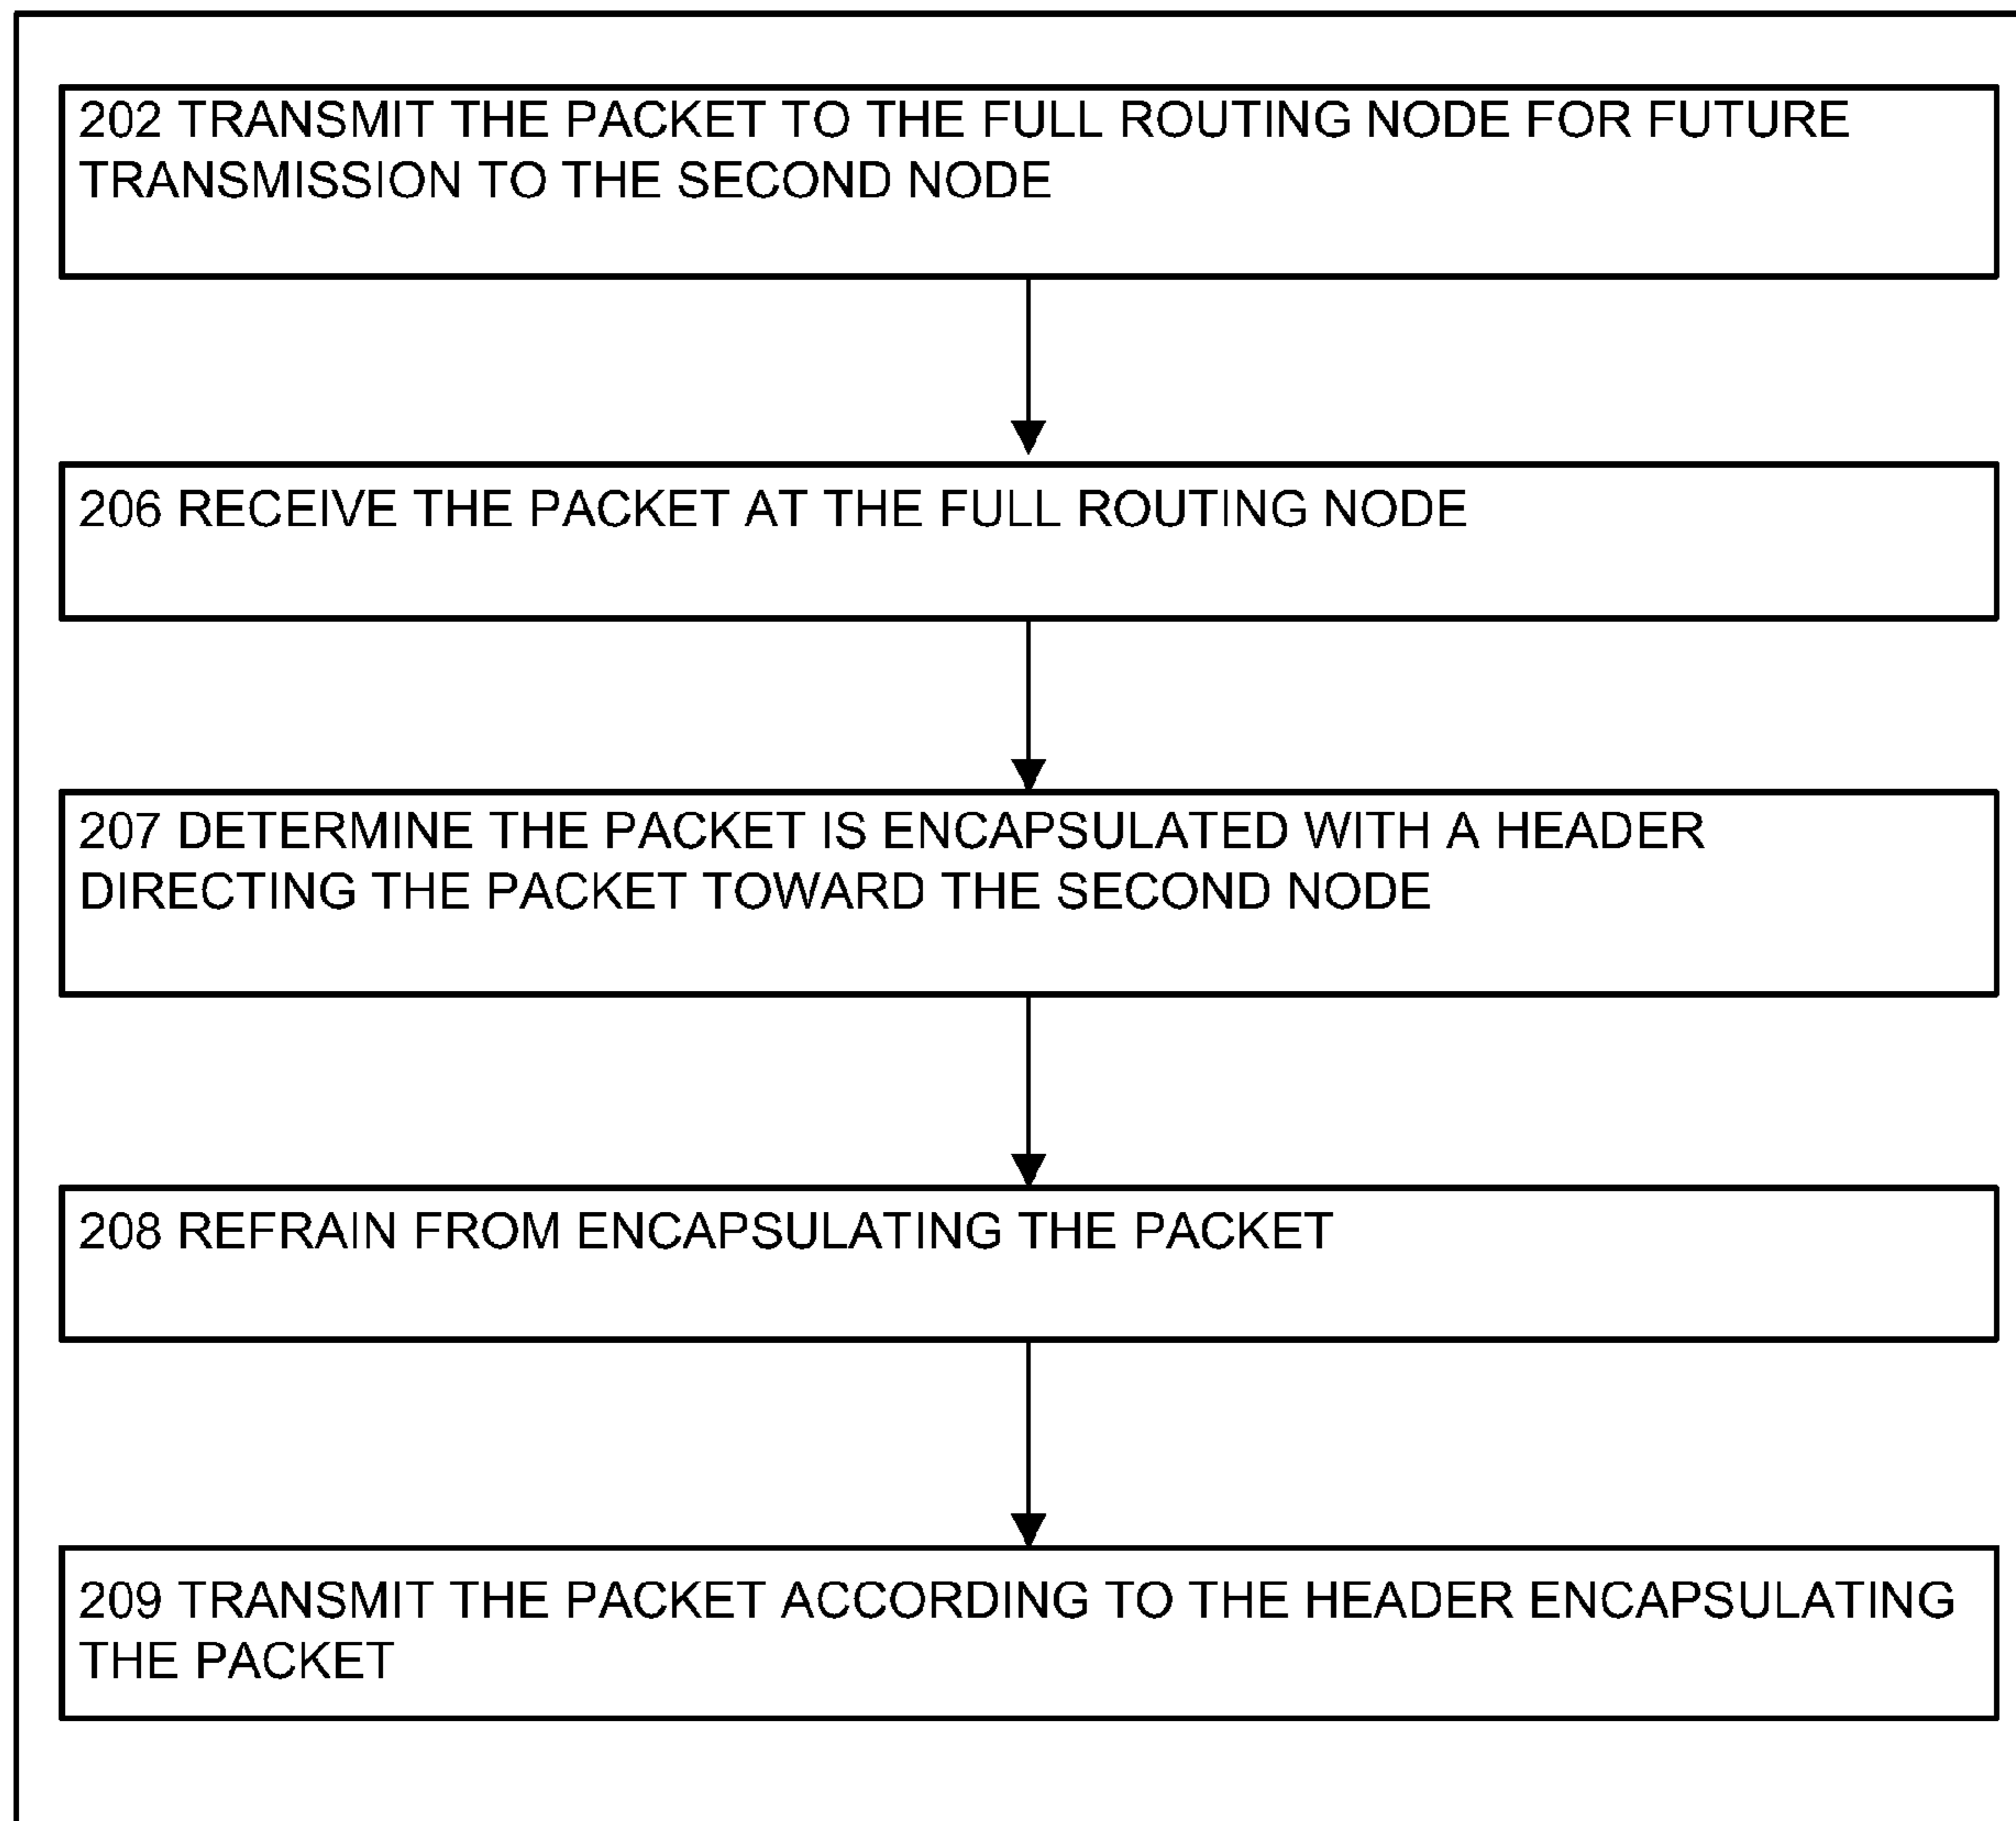 202 TRANSMIT THE PACKET TO THE FULL ROUTING NODE FOR FUTURE
TRANSMISSION TO THE SECOND NODE
206 RECEIVE THE PACKET AT THE FULL ROUTING NODE
207 DETERMINE THE PACKET IS ENCAPSULATED WITH A HEADER
DIRECTING THE PACKET TOWARD THE SECOND NODE
208 REFRAIN FROM ENCAPSULATING THE PACKET
209 TRANSMIT THE PACKET ACCORDING TO THE HEADER ENCAPSULATING
THE PACKET